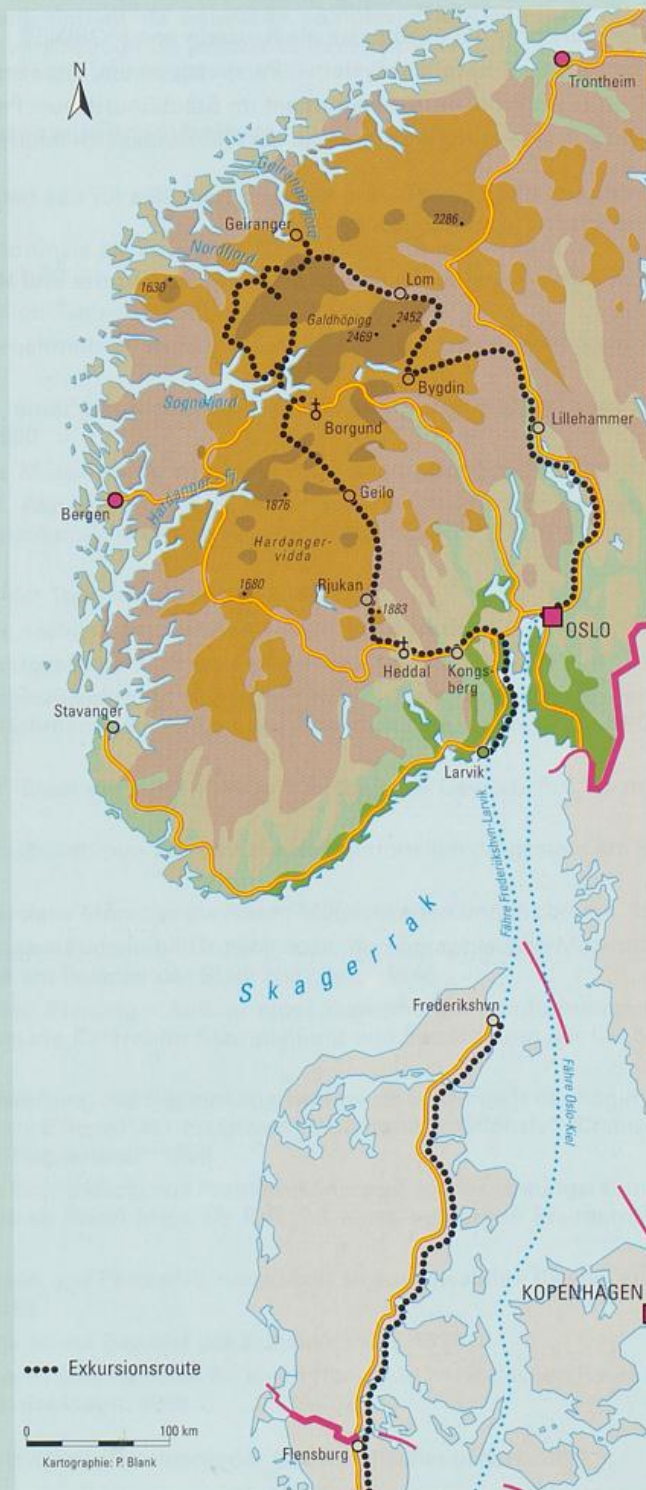 N
Trontheim
Geirangerfjord
Geiranger
2286
Nordfjord
1630
Lom
Galdhöpigg
2452
2469
Bygdin
Sognefjord
Borgund
Lillehammer
Hardanger-Fj.
Bergen
1876
Geilo
Hardanger-
vidda
1680
Rjukan
1883
OSLO
Heddal
Kongs-
berg
Stavanger
Larvik
Fähre Frederikshvn-Larvik
Skagerrak
Frederikshvn
Fähre Oslo-Kiel
KOPENHAGEN
Exkursionsroute
0 100 km
Kartographie: P. Blank
Flensburg